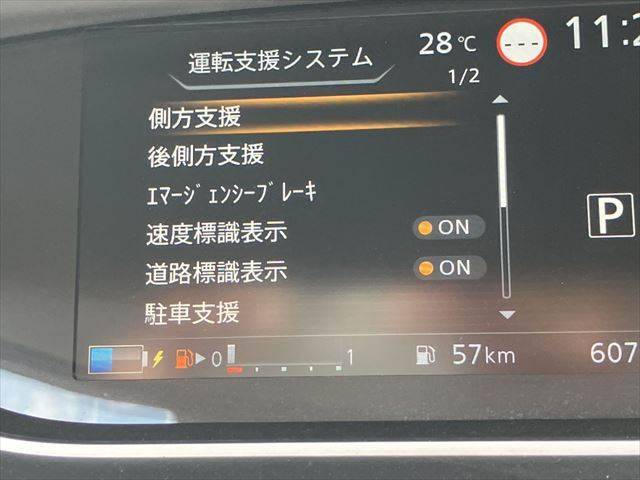 運転支援システム
28℃
---
11:2
1/2
側方支援
後側方支援
ｴﾏｰｼﾞｪﾝｼｰﾌﾞﾚｰｷ
速度標識表示 ON
道路標識表示 ON
駐車支援
P
0 1
57km
607